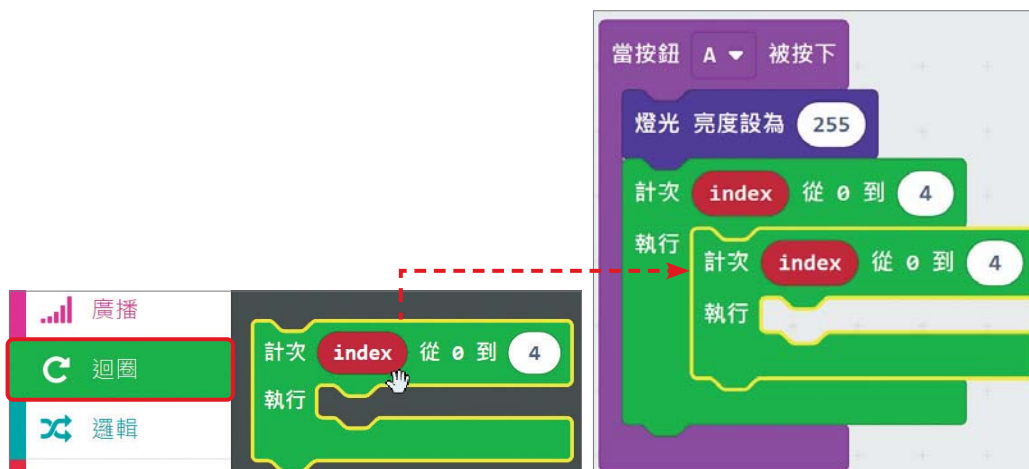 廣播
迴圈
邏輯
計次 index 從 0 到 4
執行
當按鈕 A 被按下
燈光 亮度設為 255
計次 index 從 0 到 4
執行
計次 index 從 0 到 4
執行